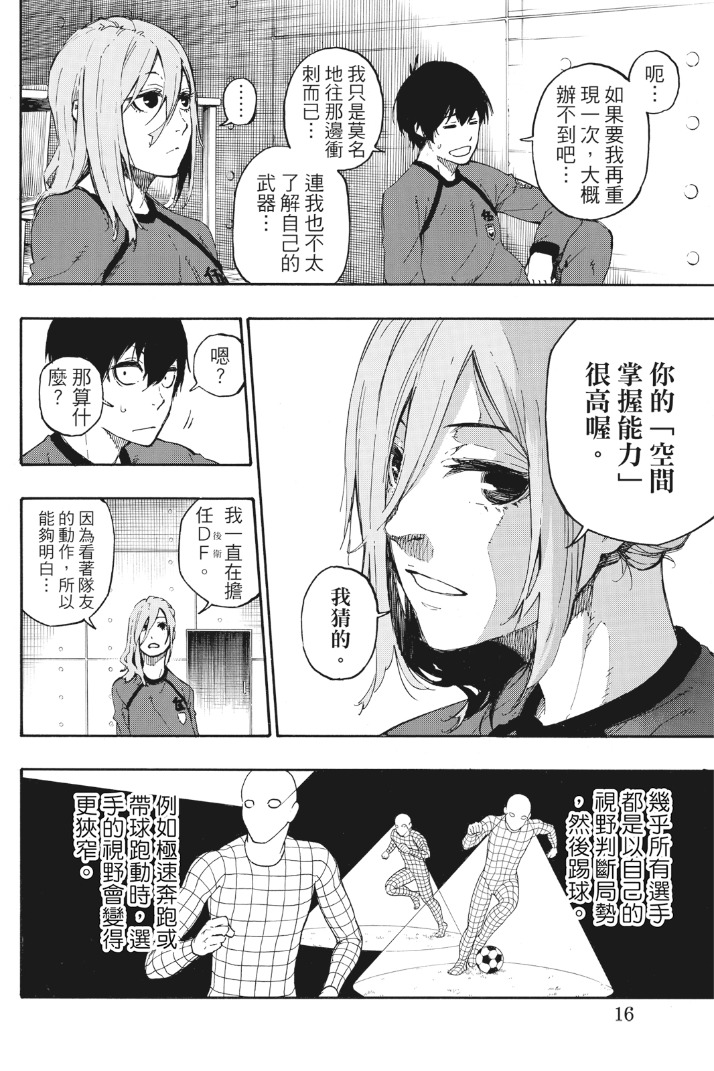 呃…
如果要我再重
現一次，大概
辦不到吧…
我只是莫名
地往那邊衝
刺而已…
連我也不太
了解自己的
武器…
……
伍
伍
你的「空間
掌握能力」
很高喔。
我猜的。
嗯？
那算什
麼？
我一直在擔
任DF。
後衛
因為看著隊友
的動作，所以
能夠明白…
伍
幾乎所有選手
都是以自己的
視野判斷局勢
，然後踢球。
例如極速奔跑或
帶球跑動時，選
手的視野會變得
更狹窄。
16